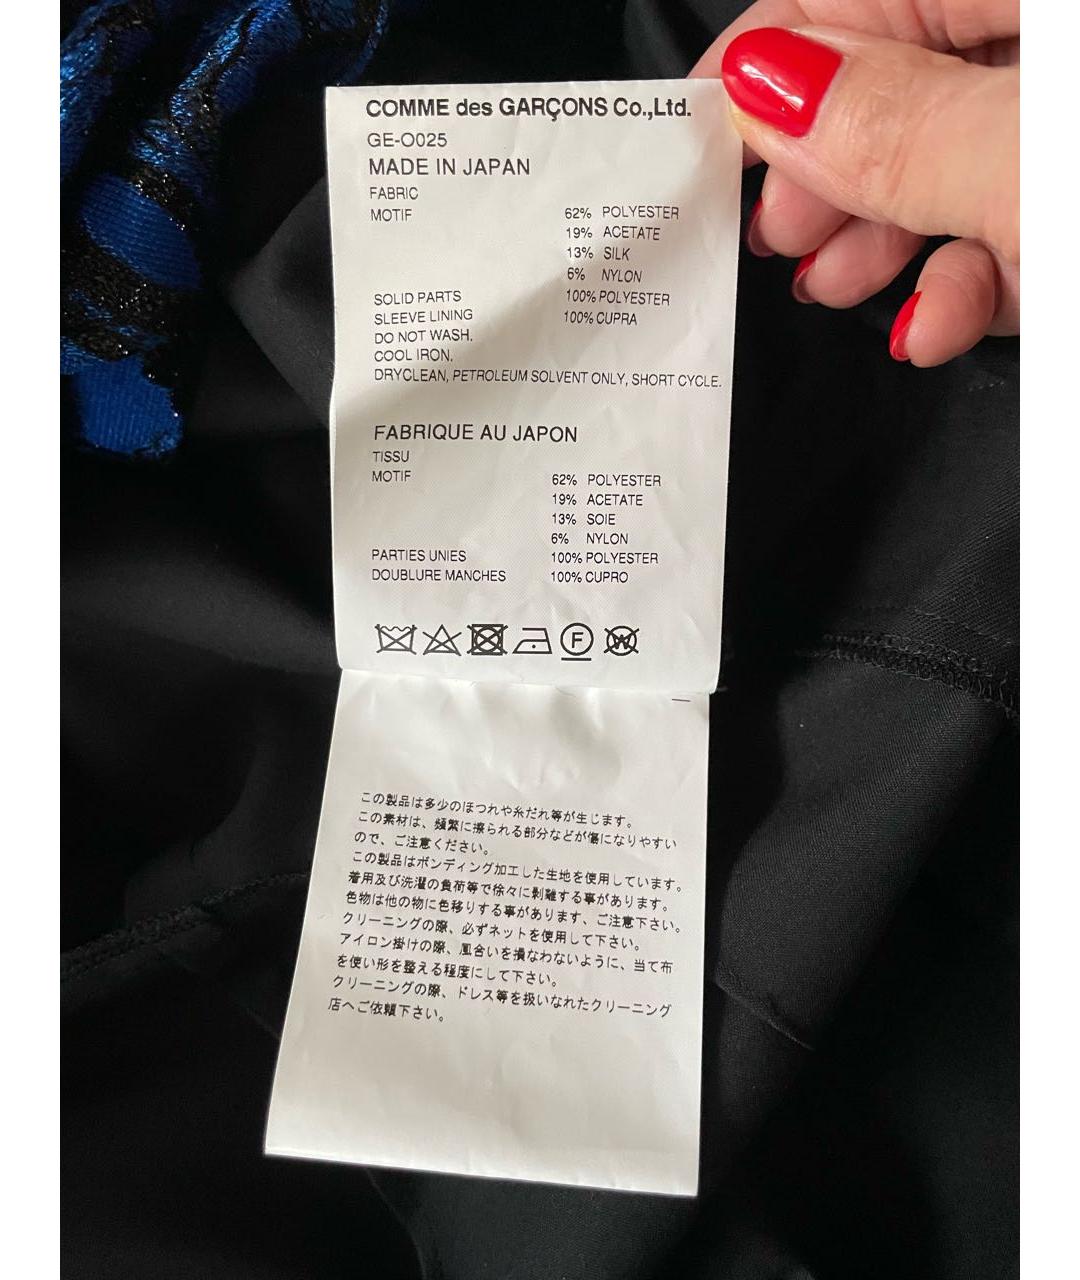 COMME des GARÇONS Co.,Ltd.
GE-O025
MADE IN JAPAN
FABRIC
MOTIF 62% POLYESTER
19% ACETATE
13% SILK
6% NYLON
SOLID PARTS 100% POLYESTER
SLEEVE LINING 100% CUPRA
DO NOT WASH.
COOL IRON.
DRYCLEAN, PETROLEUM SOLVENT ONLY, SHORT CYCLE.
FABRIQUE AU JAPON
TISSU
MOTIF 62% POLYESTER
19% ACETATE
13% SOIE
6% NYLON
PARTIES UNIES 100% POLYESTER
DOUBLURE MANCHES 100% CUPRO
F W
この製品は多少のほつれや糸だれ等が生じます。
この素材は、頻繁に擦られる部分などが傷になりやすい
ので、ご注意ください。
この製品はボンディング加工した生地を使用しています。
着用及び洗濯の負荷等で徐々に剥離する事があります。
色物は他の物に色移りする事があります、ご注意下さい。
クリーニングの際、必ずネットを使用して下さい。
アイロン掛けの際、風合いを損なわないように、当て布
を使い形を整える程度にして下さい。
クリーニングの際、ドレス等を扱いなれたクリーニング
店へご依頼下さい。